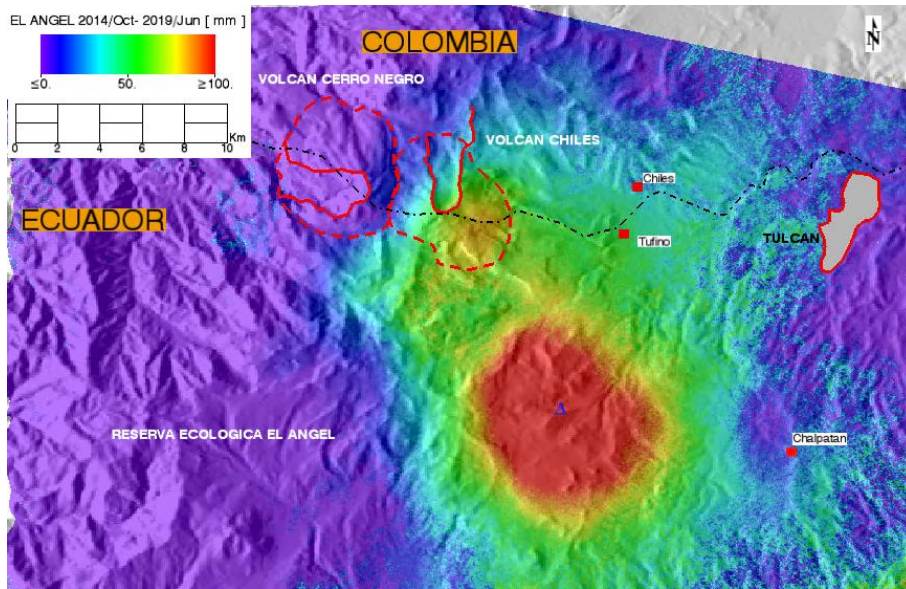 EL ANGEL 2014/Oct- 2019/Jun [ mm ]
≤0. 50. ≥100.
0 2 4 6 8 10 Km
COLOMBIA
N
VOLCAN CERRO NEGRO
VOLCAN CHILES
Chiles
ECUADOR
Tufino
TULCAN
RESERVA ECOLOGICA EL ANGEL
Chalpatan